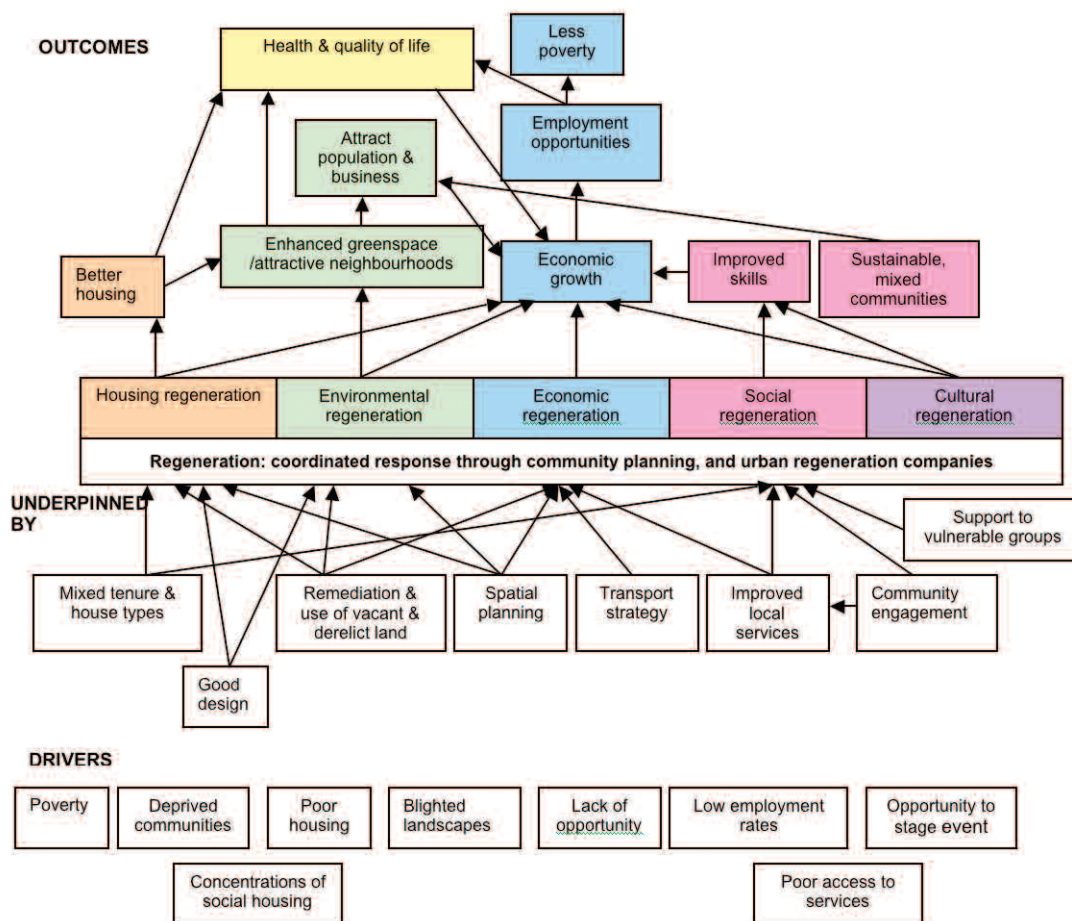 OUTCOMES
Health & quality of life
Less
poverty
Employment
opportunities
Attract
population &
business
Better
housing
Enhanced greenspace
/attractive neighbourhoods
Economic
growth
Improved
skills
Sustainable,
mixed
communities
Housing regeneration
Environmental
regeneration
Economic
regeneration
Social
regeneration
Cultural
regeneration
Regeneration: coordinated response through community planning, and urban regeneration companies
UNDERPINNED
BY
Support to
vulnerable groups
Mixed tenure &
house types
Remediation &
use of vacant &
derelict land
Spatial
planning
Transport
strategy
Improved
local
services
Community
engagement
Good
design
DRIVERS
Poverty
Deprived
communities
Poor
housing
Blighted
landscapes
Lack of
opportunity
Low employment
rates
Opportunity to
stage event
Concentrations of
social housing
Poor access to
services